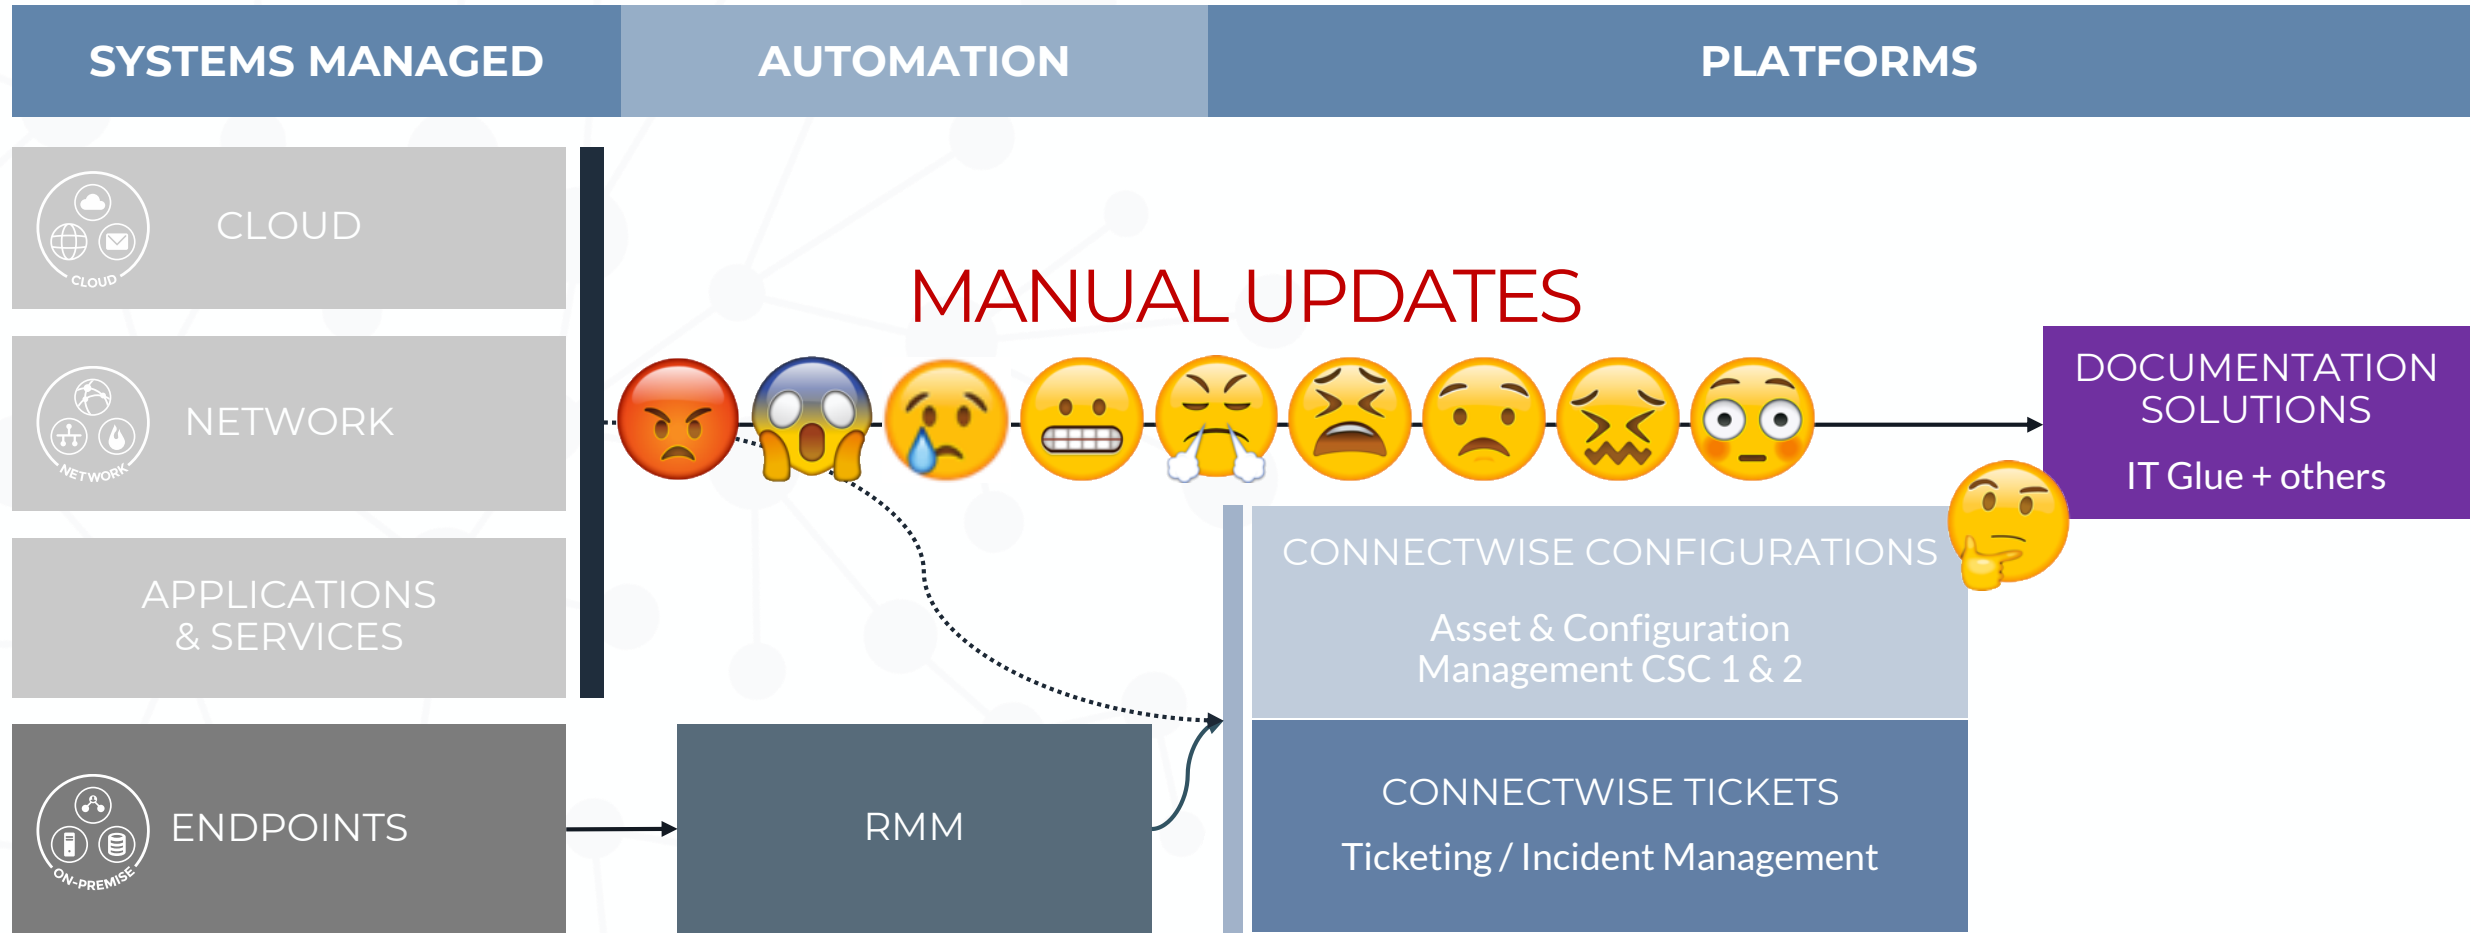 SYSTEMS MANAGED
AUTOMATION
PLATFORMS
CLOUD
CLOUD
MANUAL UPDATES
NETWORK
NETWORK
DOCUMENTATION
SOLUTIONS
IT Glue + others
APPLICATIONS
& SERVICES
CONNECTWISE CONFIGURATIONS
Asset & Configuration
Management CSC 1 & 2
ON-PREMISE
ENDPOINTS
RMM
CONNECTWISE TICKETS
Ticketing / Incident Management